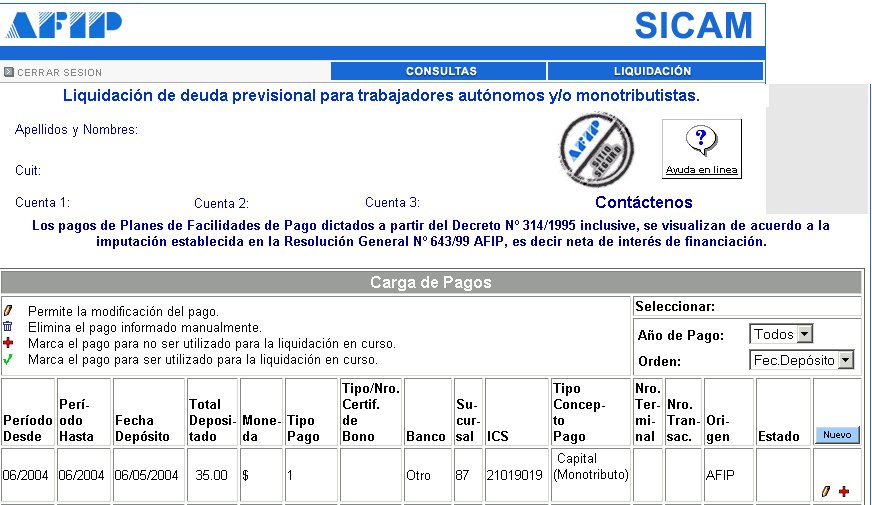 AFIP
SICAM
CERRAR SESION
CONSULTAS
LIQUIDACIÓN
Liquidación de deuda previsional para trabajadores autónomos y/o monotributistas.
Apellidos y Nombres:
Cuit:
AFIP
SITIO
SEGURO
?
Ayuda en linea
Cuenta 1:
Cuenta 2:
Cuenta 3:
Contáctenos
Los pagos de Planes de Facilidades de Pago dictados a partir del Decreto Nº 314/1995 inclusive, se visualizan de acuerdo a la
imputación establecida en la Resolución General Nº 643/99 AFIP, es decir neta de interés de financiación.
Carga de Pagos
Permite la modificación del pago.
Elimina el pago informado manualmente.
Marca el pago para no ser utilizado para la liquidación en curso.
Marca el pago para ser utilizado para la liquidación en curso.
Seleccionar:
Año de Pago: Todos
Orden: Fec.Depósito
Período
Desde
Perí-
odo
Hasta
Fecha
Depósito
Total
Deposi-
tado
Mone-
da
Tipo
Pago
Tipo/Nro.
Certif.
de
Bono
Banco
Su-
cur-
sal
ICS
Tipo
Concep-
to
Pago
Nro.
Ter-
mi-
nal
Nro.
Tran-
sac.
Ori-
gen
Estado
Nuevo
06/2004
06/2004
06/05/2004
35.00
$
1
Otro
87
21019019
Capital
(Monotributo)
AFIP